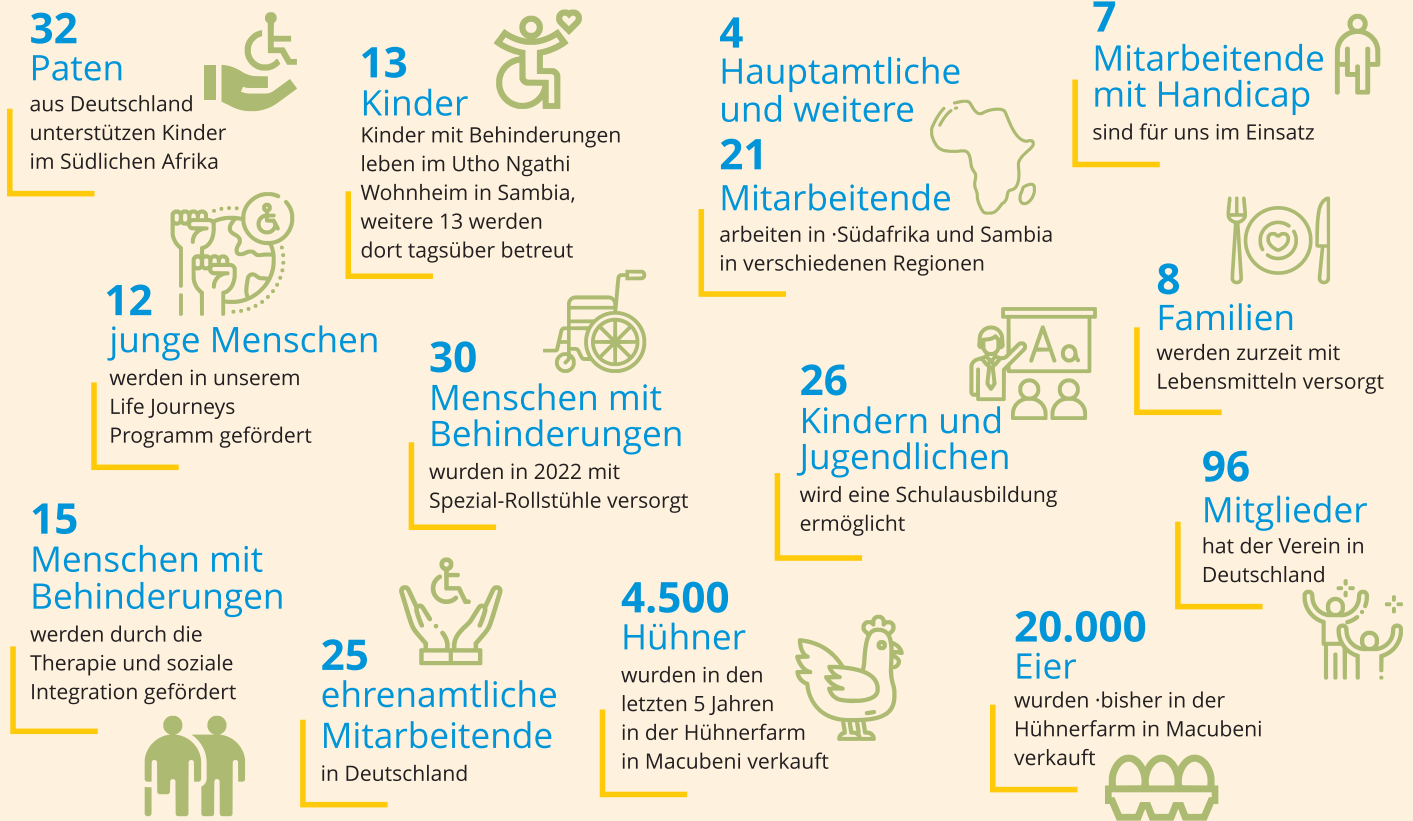 32
Paten
aus Deutschland
unterstützen Kinder
im Südlichen Afrika
13
Kinder
Kinder mit Behinderungen
leben im Utho Ngathi
Wohnheim in Sambia,
weitere 13 werden
dort tagsüber betreut
4
Hauptamtliche
und weitere
21
Mitarbeitende
arbeiten in ·Südafrika und Sambia
in verschiedenen Regionen
7
Mitarbeitende
mit Handicap
sind für uns im Einsatz
12
junge Menschen
werden in unserem
Life Journeys
Programm gefördert
30
Menschen mit
Behinderungen
wurden in 2022 mit
Spezial-Rollstühle versorgt
26
Kindern und
Jugendlichen
wird eine Schulausbildung
ermöglicht
Aa
8
Familien
werden zurzeit mit
Lebensmitteln versorgt
96
Mitglieder
hat der Verein in
Deutschland
15
Menschen mit
Behinderungen
werden durch die
Therapie und soziale
Integration gefördert
25
ehrenamtliche
Mitarbeitende
in Deutschland
4.500
Hühner
wurden in den
letzten 5 Jahren
in der Hühnerfarm
in Macubeni verkauft
20.000
Eier
wurden ·bisher in der
Hühnerfarm in Macubeni
verkauft